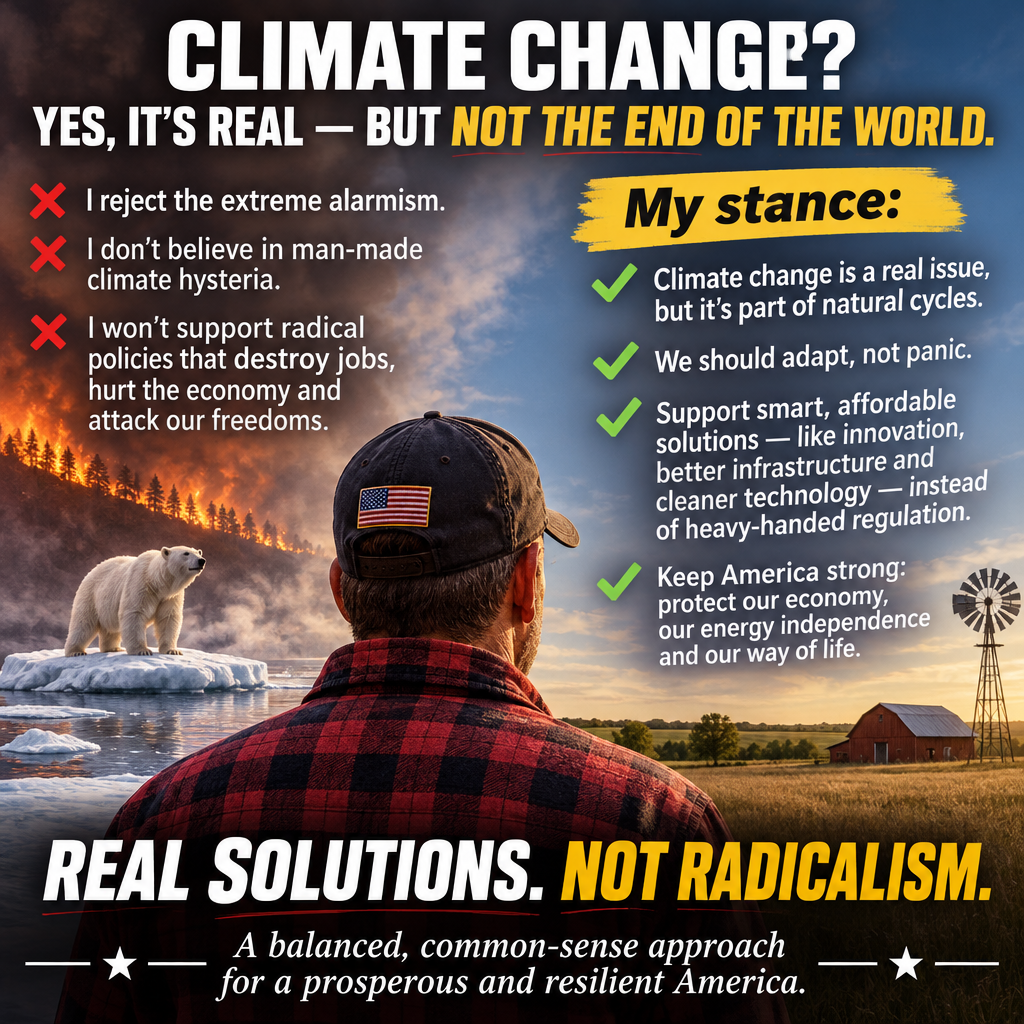 CLIMATE CHANGE?
YES, IT'S REAL — BUT NOT THE END OF THE WORLD.
I reject the extreme alarmism.
I don't believe in man-made
climate hysteria.
I won't support radical
policies that destroy jobs,
hurt the economy and
attack our freedoms.
My stance:
Climate change is a real issue,
but it's part of natural cycles.
We should adapt, not panic.
Support smart, affordable
solutions — like innovation,
better infrastructure and
cleaner technology — instead
of heavy-handed regulation.
Keep America strong:
protect our economy,
our energy independence
and our way of life.
REAL SOLUTIONS. NOT RADICALISM.
A balanced, common-sense approach
for a prosperous and resilient America.